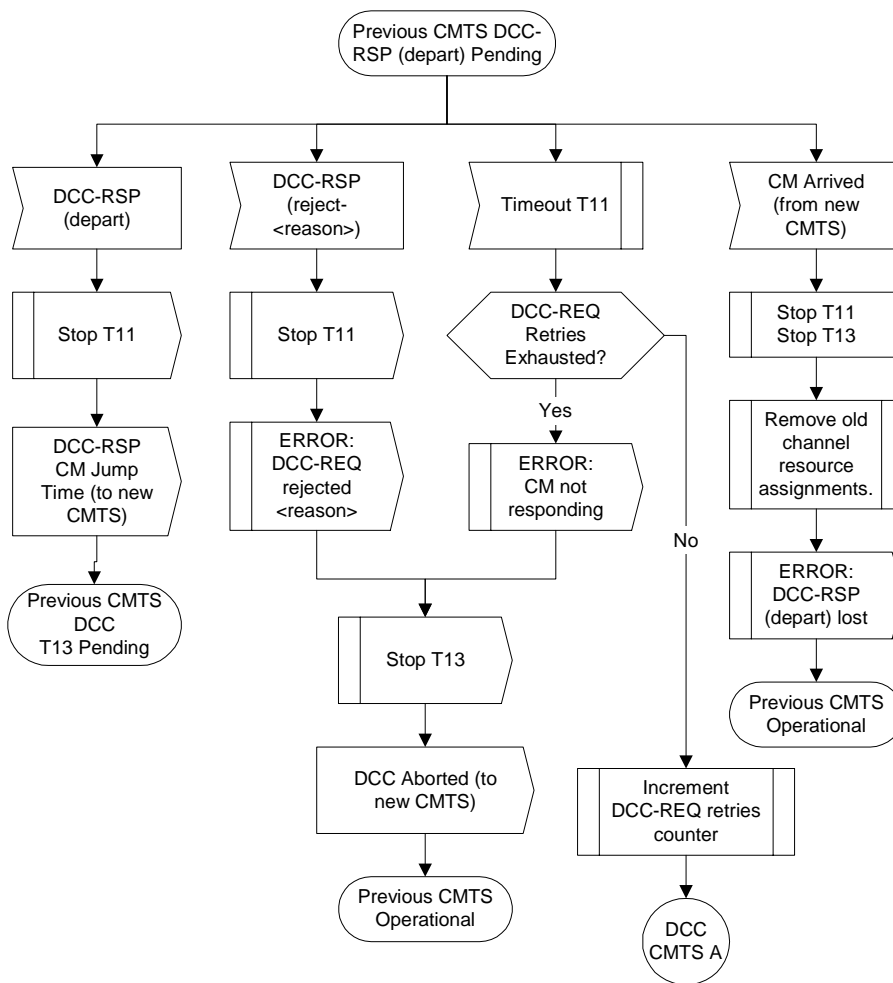 Previous CMTS DCC-
RSP (depart) Pending
DCC-RSP
(depart)
DCC-RSP
(reject-
<reason>)
Timeout T11
CM Arrived
(from new
CMTS)
Stop T11
Stop T11
DCC-REQ
Retries
Exhausted?
Stop T11
Stop T13
Yes
DCC-RSP
CM Jump
Time (to new
CMTS)
ERROR:
DCC-REQ
rejected
<reason>
ERROR:
CM not
responding
Remove old
channel
resource
assignments.
No
Previous CMTS
DCC
T13 Pending
ERROR:
DCC-RSP
(depart) lost
Stop T13
Previous CMTS
Operational
DCC Aborted (to
new CMTS)
Increment
DCC-REQ retries
counter
Previous CMTS
Operational
DCC
CMTS A